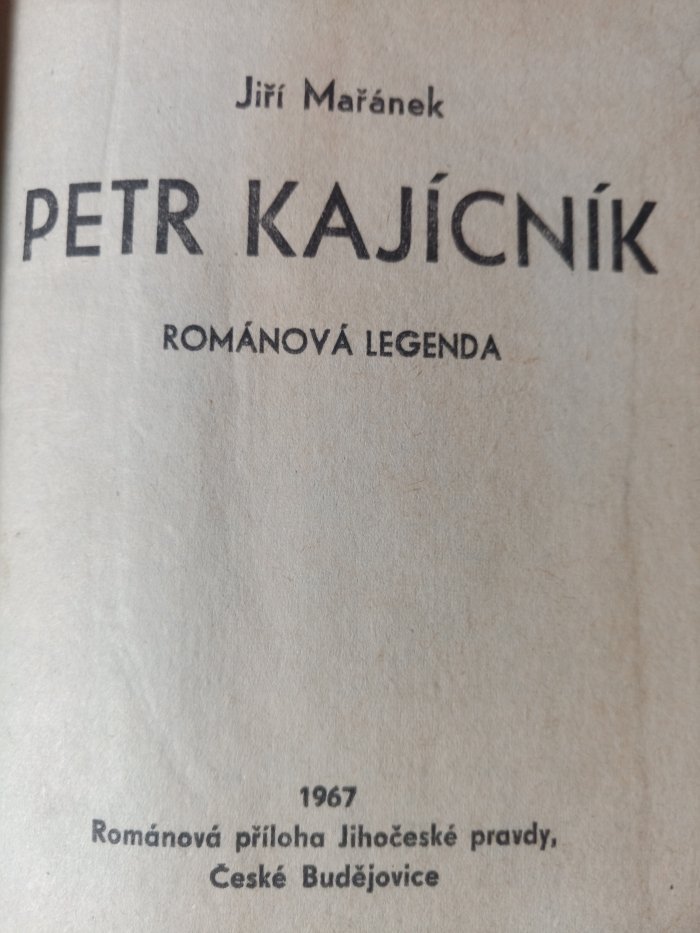 Jiří Mařánek
PETR KAJÍCNÍK
ROMÁNOVÁ LEGENDA
1967
Románová příloha Jihočeské pravdy,
České Budějovice